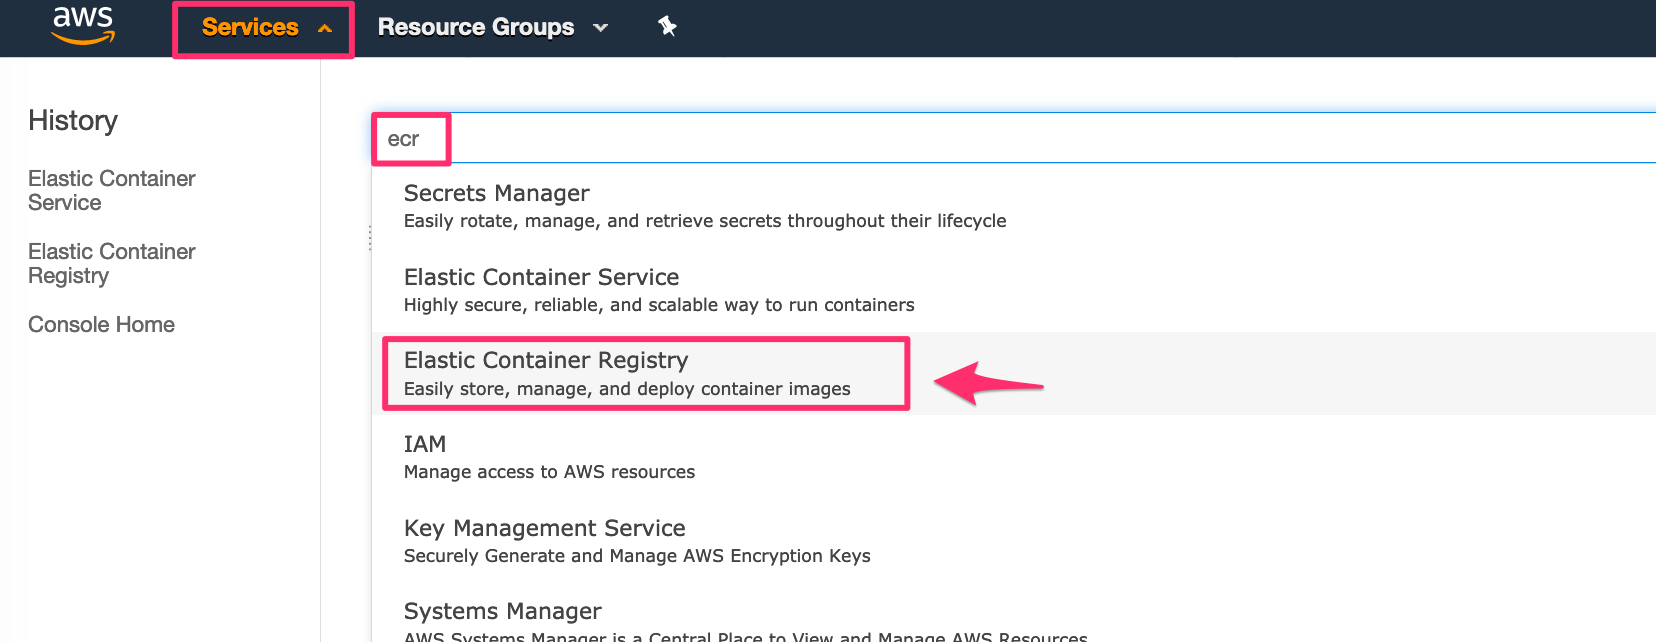 aws
Services
Resource Groups
History
Elastic Container
Service
Elastic Container
Registry
Console Home
ecr
Secrets Manager
Easily rotate, manage, and retrieve secrets throughout their lifecycle
Elastic Container Service
Highly secure, reliable, and scalable way to run containers
Elastic Container Registry
Easily store, manage, and deploy container images
IAM
Manage access to AWS resources
Key Management Service
Securely Generate and Manage AWS Encryption Keys
Systems Manager
AWS Systems Manager is a Central Place to View and Manage AWS Resources